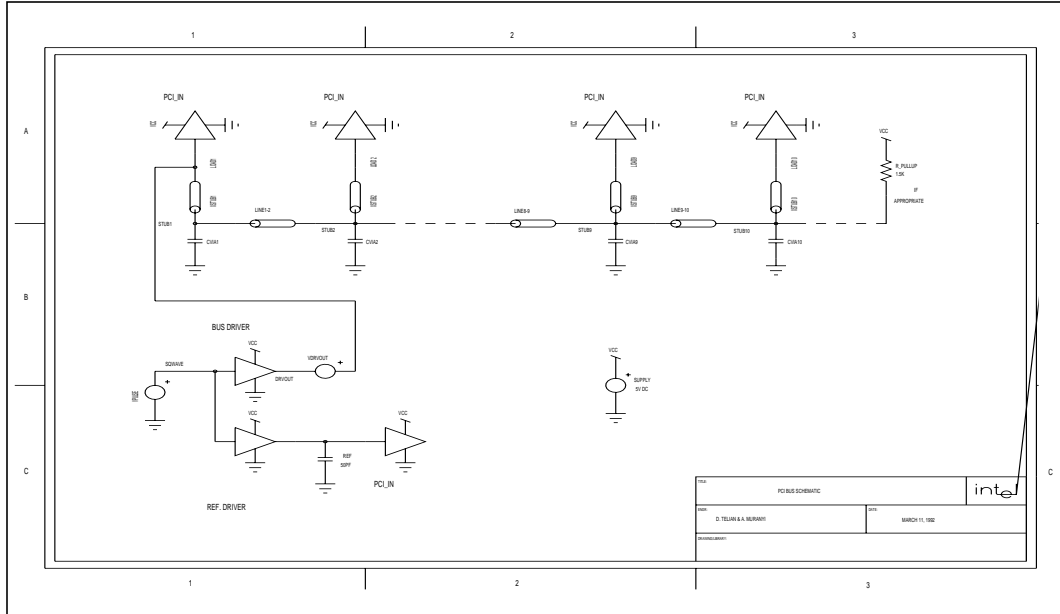 1
2
3
A
PCI_IN
PCI_IN
PCI_IN
PCI_IN
VCC
R_PULLUP
1.5K
IF
APPROPRIATE
LINE1-2
LINE8-9
LINE9-10
STUB1
STUB2
STUB9
STUB10
CVIA1
CVIA2
CVIA9
CVIA10
B
BUS DRIVER
VCC
VDRVOUT
+
SQWAVE
DRVOUT
+
VCC
+
SUPPLY
5V DC
VCC
VCC
REF
50PF
PCI_IN
C
C
REF. DRIVER
TITLE:
PCI BUS SCHEMATIC
intel
D. TELIAN & A. MURANYI
DATE:
MARCH 11, 1992
1
2
3